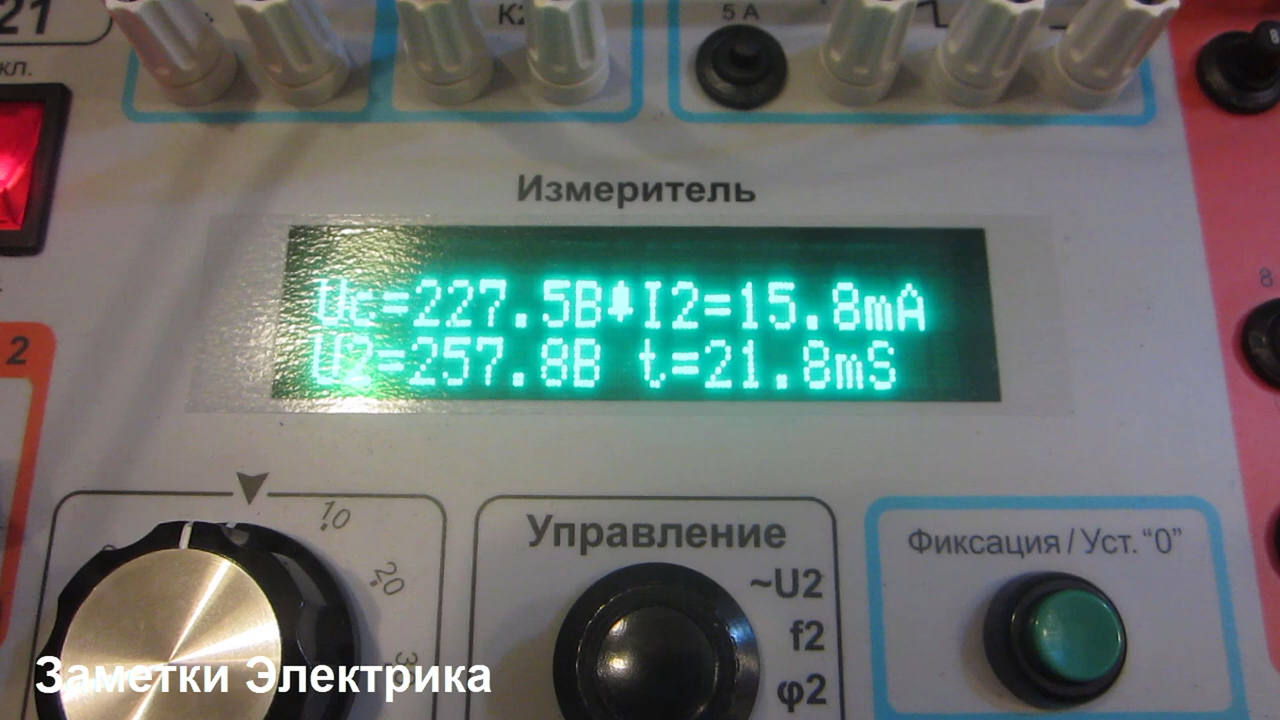 21
К2
5 А
кл.
Измеритель
Uc=227.5В I2=15.8mA
U2=257.8В t=21.8mS
2
8
10
20
Управление
~U2
f2
φ2
Фиксация / Уст. “0”
Заметки Электрика